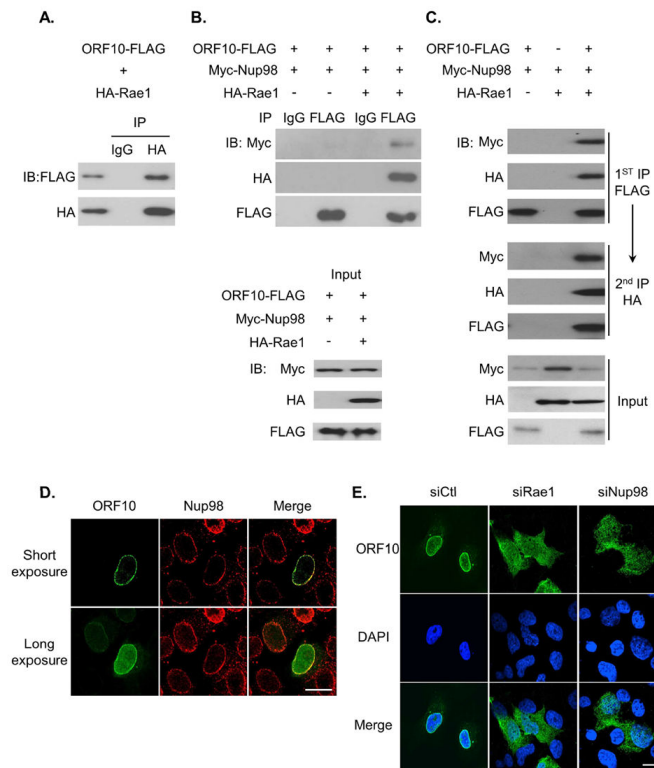 A.
ORF10-FLAG
+
HA-Rae1
IP
IgG HA
IB:FLAG
HA
B.
ORF10-FLAG + + + +
Myc-Nup98 + + + +
HA-Rae1 - - + +
IP IgG FLAG IgG FLAG
IB: Myc
HA
FLAG
Input
ORF10-FLAG + +
Myc-Nup98 + +
HA-Rae1 - +
IB: Myc
HA
FLAG
C.
ORF10-FLAG + - +
Myc-Nup98 + + +
HA-Rae1 - + +
IB: Myc
HA
FLAG
1ST IP
FLAG
Myc
HA
FLAG
2nd IP
HA
Myc
HA
FLAG
Input
D.
ORF10 Nup98 Merge
Short
exposure
Long
exposure
E.
siCtl siRae1 siNup98
ORF10
DAPI
Merge